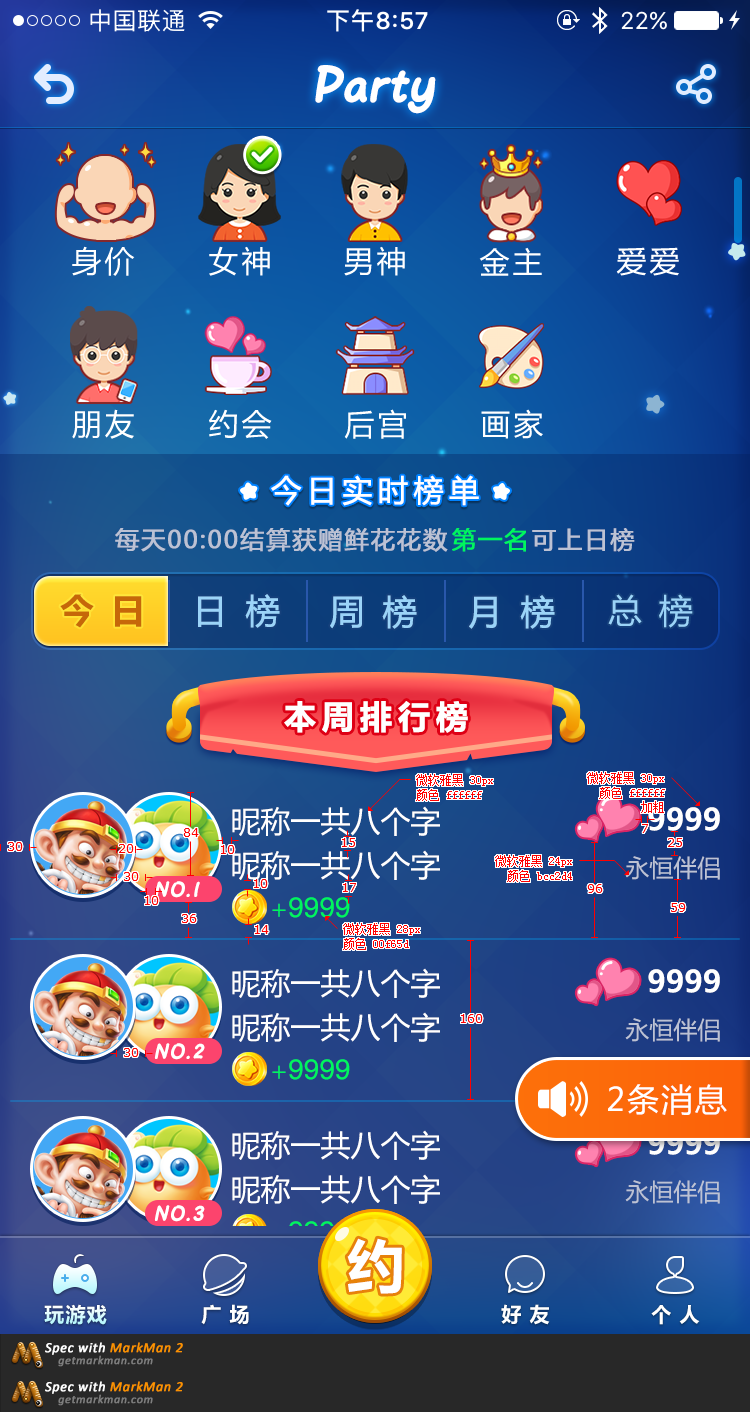 中国联通 下午8:57 22%
Party
身价 女神 男神 金主 爱爱
朋友 约会 后宫 画家
今日实时榜单
每天00:00结算获赠鲜花花数第一名可上日榜
今日 日榜 周榜 月榜 总榜
本周排行榜
微软雅黑 30px
颜色 ffffff
微软雅黑 30px
颜色 ffffff
加粗
昵称一共八个字
9999
30
84
20
10
15
7
25
昵称一共八个字
微软雅黑 24px
颜色 bcc2d4
永恒伴侣
30
10
NO.1
10
17
96
36
+9999
59
14
微软雅黑 28px
颜色 00f65d
昵称一共八个字
9999
160
昵称一共八个字
永恒伴侣
30
NO.2
+9999
2条消息
昵称一共八个字
9999
昵称一共八个字
永恒伴侣
NO.3
约
玩游戏 广场 好友 个人
Spec with MarkMan 2
getmarkman.com
Spec with MarkMan 2
getmarkman.com